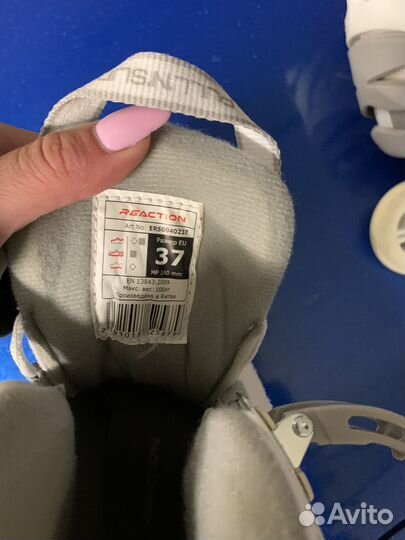 REACTION
Art No: ERS0040237
Размер EU
37
MP 240 mm
EN 13843:2009
Макс. вес: 100кг
Произведено в Китае
Avito